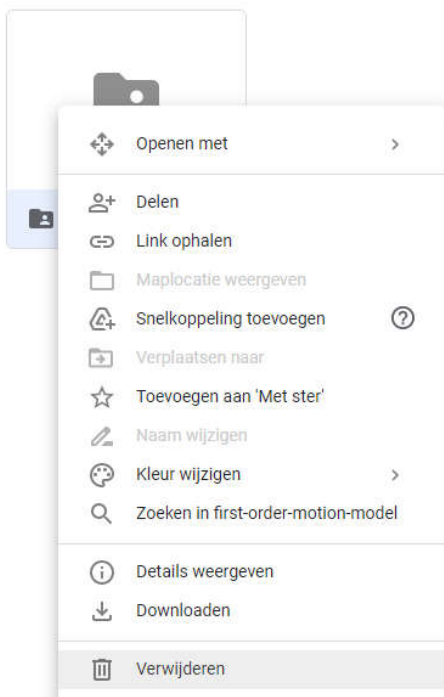 Openen met
Delen
Link ophalen
Maplocatie weergeven
Snelkoppeling toevoegen
Verplaatsen naar
Toevoegen aan 'Met ster'
Naam wijzigen
Kleur wijzigen
Zoeken in first-order-motion-model
Details weergeven
Downloaden
Verwijderen